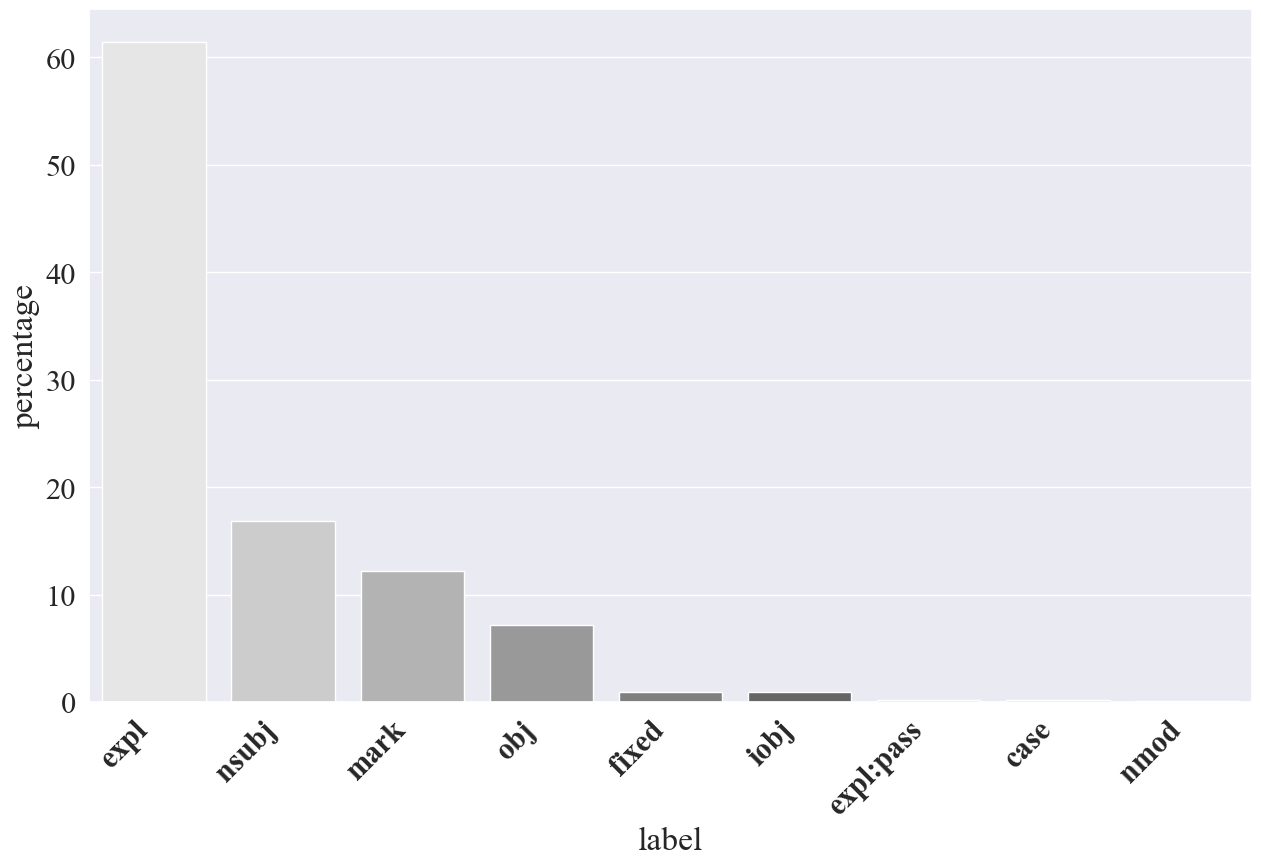 percentage
60
50
40
30
20
10
0
expl
nsubj
mark
obj
fixed
iobj
expl:pass
case
nmod
label